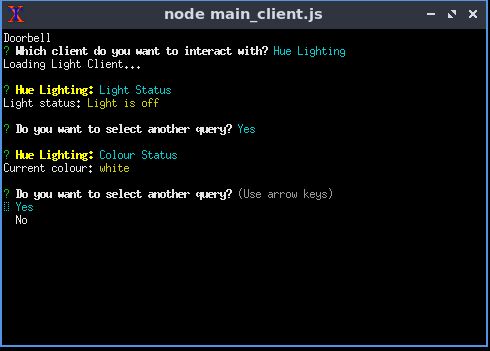 node main_client.js
Doorbell
? Which client do you want to interact with? Hue Lighting
Loading Light Client...
? Hue Lighting: Light Status
Light status: Light is off
? Do you want to select another query? Yes
? Hue Lighting: Colour Status
Current colour: white
? Do you want to select another query? (Use arrow keys)
Yes
No